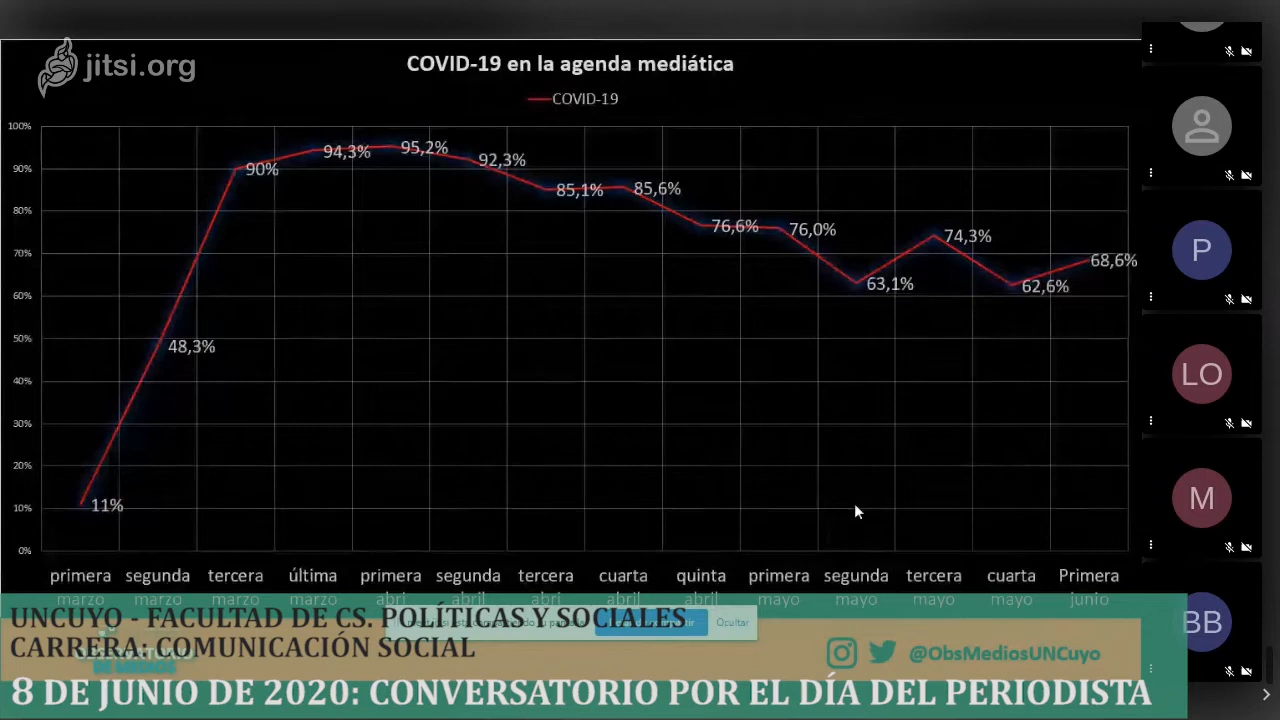 jitsi.org
COVID-19 en la agenda mediática
COVID-19
100%
90%
80%
70%
60%
50%
40%
30%
20%
10%
0%
11%
48,3%
90%
94,3%
95,2%
92,3%
85,1%
85,6%
76,6%
76,0%
63,1%
74,3%
62,6%
68,6%
primera marzo
segunda marzo
tercera marzo
última marzo
primera abril
segunda abril
tercera abril
cuarta abril
quinta abril
primera mayo
segunda mayo
tercera mayo
cuarta mayo
Primera junio
P
LO
M
BB
UNCUYO - FACULTAD DE CS. POLÍTICAS Y SOCIALES
CARRERA: COMUNICACIÓN SOCIAL
Ocultar
DE MEDIOS
@ObsMediosUNCuyo
8 DE JUNIO DE 2020: CONVERSATORIO POR EL DÍA DEL PERIODISTA